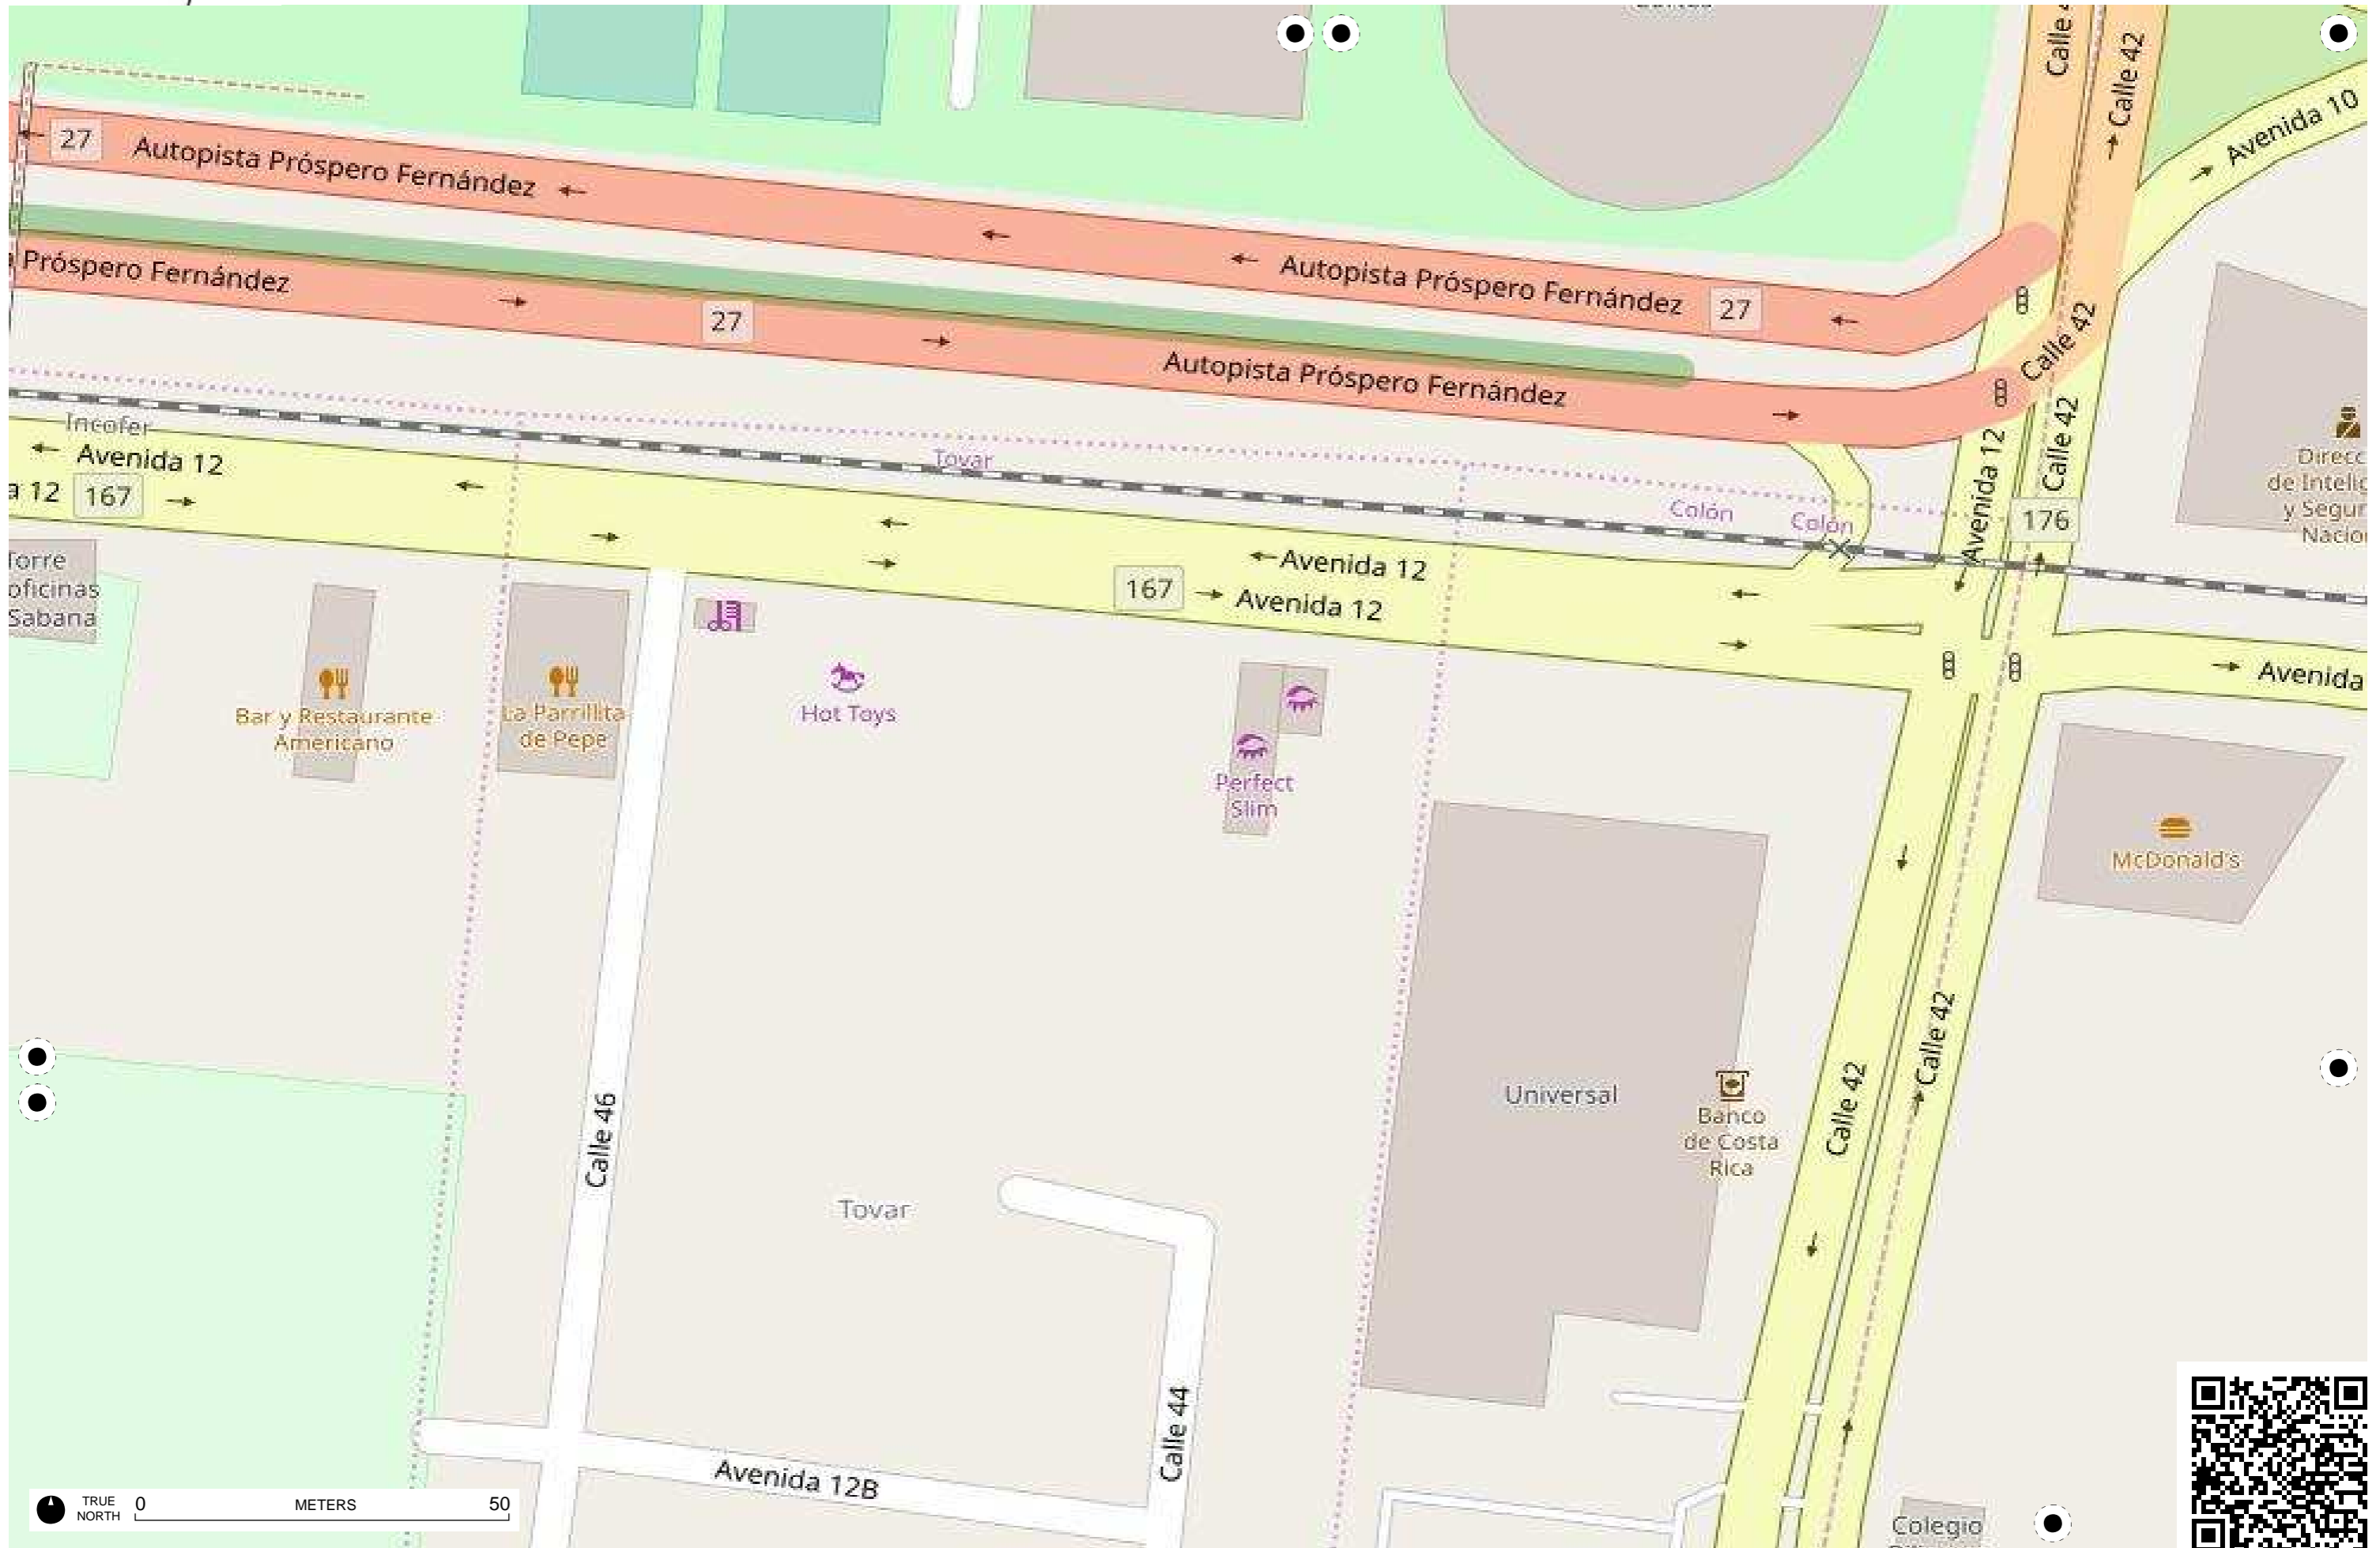 Calle 42
Avenida 10
27
Autopista Próspero Fernández
Autopista Próspero Fernández
27
Próspero Fernández
27
Autopista Próspero Fernández
Calle 42
Calle 42
Avenida 12
Incofer
Avenida 12
a 12
167
Tovar
Colón
Colón
176
Avenida 12
167
Avenida 12
Avenida
Torre
oficinas
Sabana
Bar y Restaurante
Americano
La Parrillita
de Pepe
Hot Toys
Perfect
Slim
McDonald's
Universal
Banco
de Costa
Rica
Calle 42
Calle 42
Calle 46
Tovar
Calle 44
Avenida 12B
Colegio
TRUE
NORTH
0
METERS
50